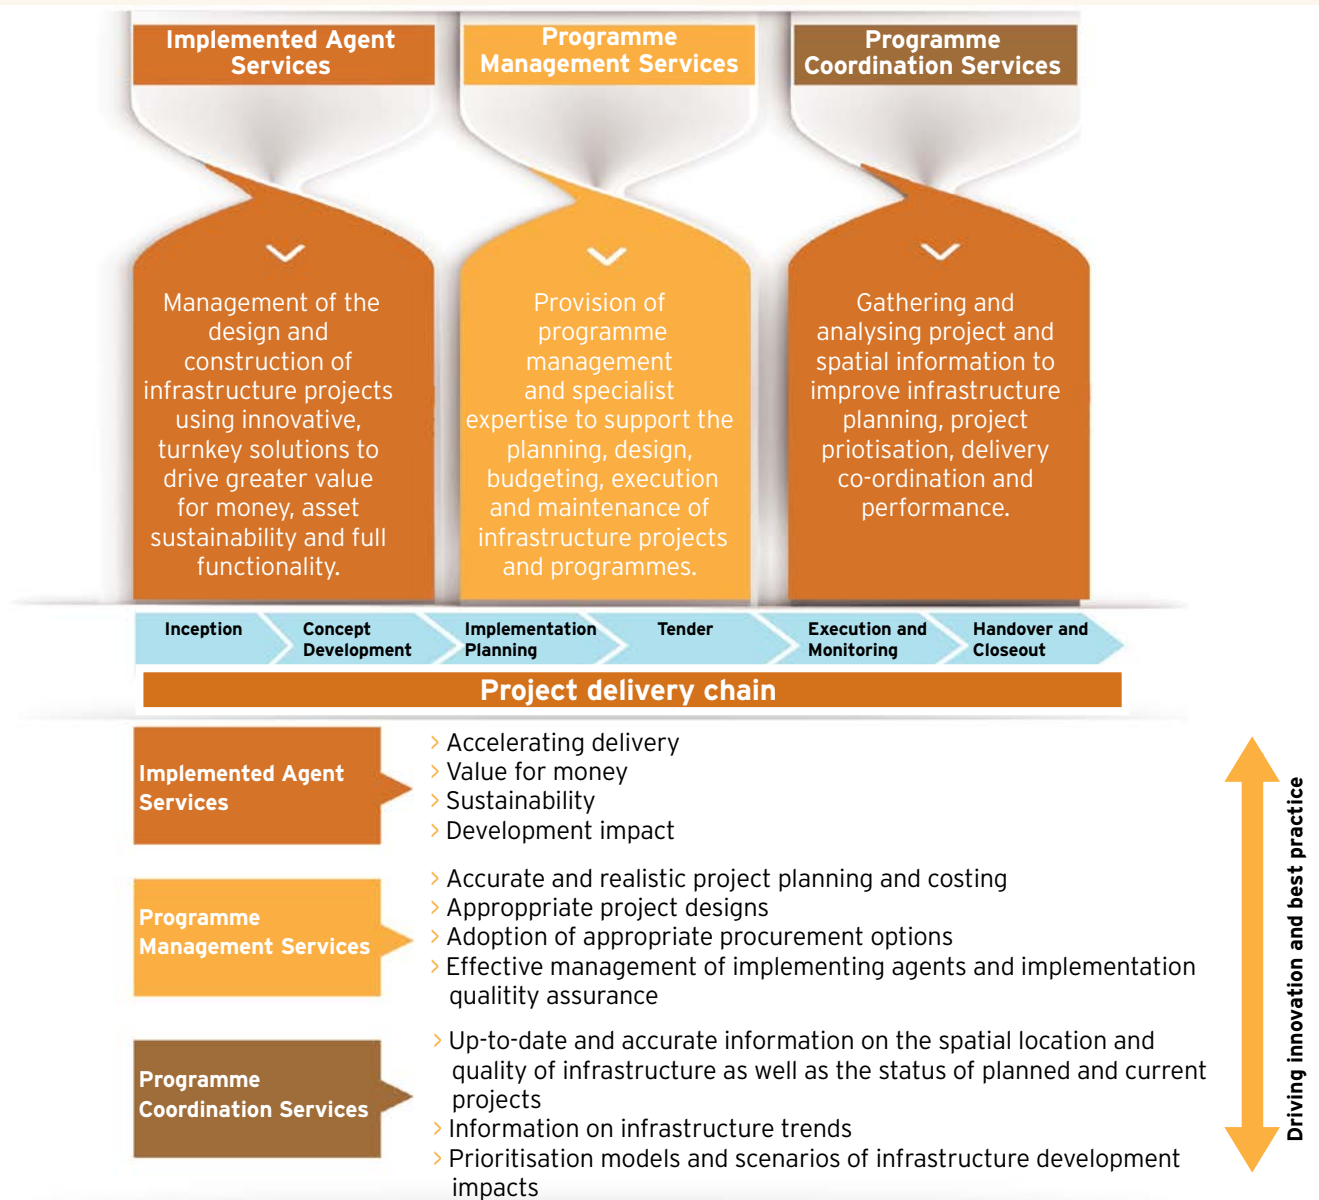 Implemented Agent
Services
Programme
Management Services
Programme
Coordination Services
Management of the
design and
construction of
infrastructure projects
using innovative,
turnkey solutions to
drive greater value
for money, asset
sustainability and full
functionality.
Provision of
programme
management
and specialist
expertise to support the
planning, design,
budgeting, execution
and maintenance of
infrastructure projects
and programmes.
Gathering and
analysing project and
spatial information to
improve infrastructure
planning, project
priotisation, delivery
co-ordination and
performance.
Inception
Concept
Development
Implementation
Planning
Tender
Execution and
Monitoring
Handover and
Closeout
Project delivery chain
Implemented Agent
Services
> Accelerating delivery
> Value for money
> Sustainability
> Development impact
Programme
Management Services
> Accurate and realistic project planning and costing
> Approppriate project designs
> Adoption of appropriate procurement options
> Effective management of implementing agents and implementation
qualitity assurance
Programme
Coordination Services
> Up-to-date and accurate information on the spatial location and
quality of infrastructure as well as the status of planned and current
projects
> Information on infrastructure trends
> Prioritisation models and scenarios of infrastructure development
impacts
Driving innovation and best practice